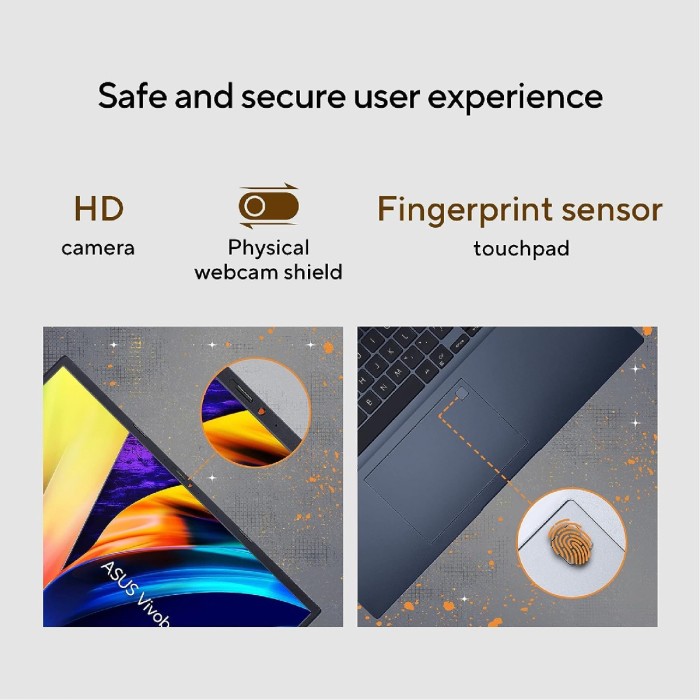 Safe and secure user experience
HD
camera
Physical
webcam shield
Fingerprint sensor
touchpad
ASUS Vivob